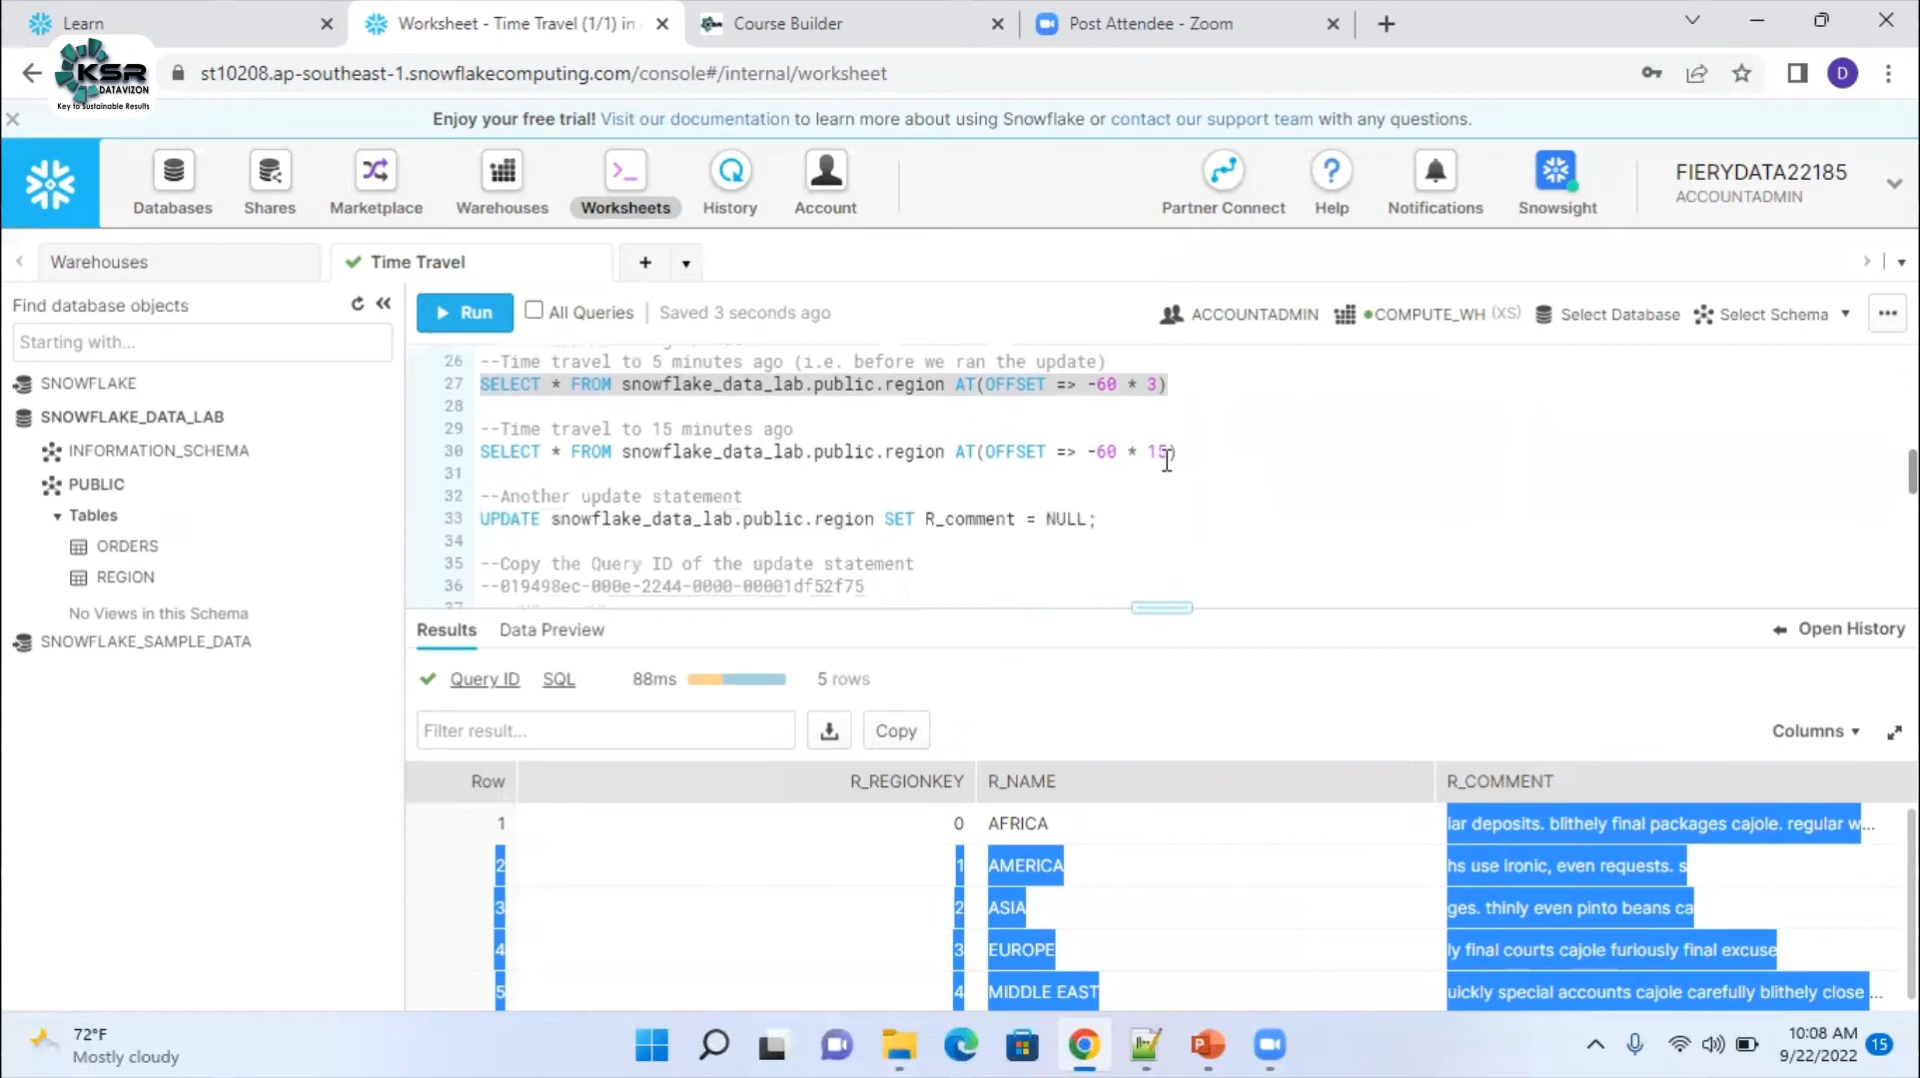 Learn
Worksheet - Time Travel (1/1) in
Course Builder
Post Attendee - Zoom
KSR
DATAVIZON
Key to Sustainable Results
st10208.ap-southeast-1.snowflakecomputing.com/console#/internal/worksheet
D
Enjoy your free trial! Visit our documentation to learn more about using Snowflake or contact our support team with any questions.
Databases
Shares
Marketplace
Warehouses
Worksheets
History
Account
Partner Connect
Help
Notifications
Snowsight
FIERYDATA22185
ACCOUNTADMIN
Warehouses
Time Travel
Find database objects
Starting with...
SNOWFLAKE
SNOWFLAKE_DATA_LAB
INFORMATION_SCHEMA
PUBLIC
Tables
ORDERS
REGION
No Views in this Schema
SNOWFLAKE_SAMPLE_DATA
Run
All Queries
Saved 3 seconds ago
ACCOUNTADMIN
COMPUTE_WH (XS)
Select Database
Select Schema
26 --Time travel to 5 minutes ago (i.e. before we ran the update)
27 SELECT * FROM snowflake_data_lab.public.region AT(OFFSET => -60 * 3)
28
29 --Time travel to 15 minutes ago
30 SELECT * FROM snowflake_data_lab.public.region AT(OFFSET => -60 * 15)
31
32 --Another update statement
33 UPDATE snowflake_data_lab.public.region SET R_comment = NULL;
34
35 --Copy the Query ID of the update statement
36 --019498ec-000e-2244-0000-00001df52f75
Results
Data Preview
Open History
Query ID
SQL
88ms
5 rows
Filter result...
Copy
Columns
Row R_REGIONKEY R_NAME R_COMMENT
1 0 AFRICA lar deposits. blithely final packages cajole. regular w...
2 1 AMERICA hs use ironic, even requests. s
3 2 ASIA ges. thinly even pinto beans ca
4 3 EUROPE ly final courts cajole furiously final excuse
5 4 MIDDLE EAST uickly special accounts cajole carefully blithely close ...
72°F
Mostly cloudy
10:08 AM
9/22/2022
15